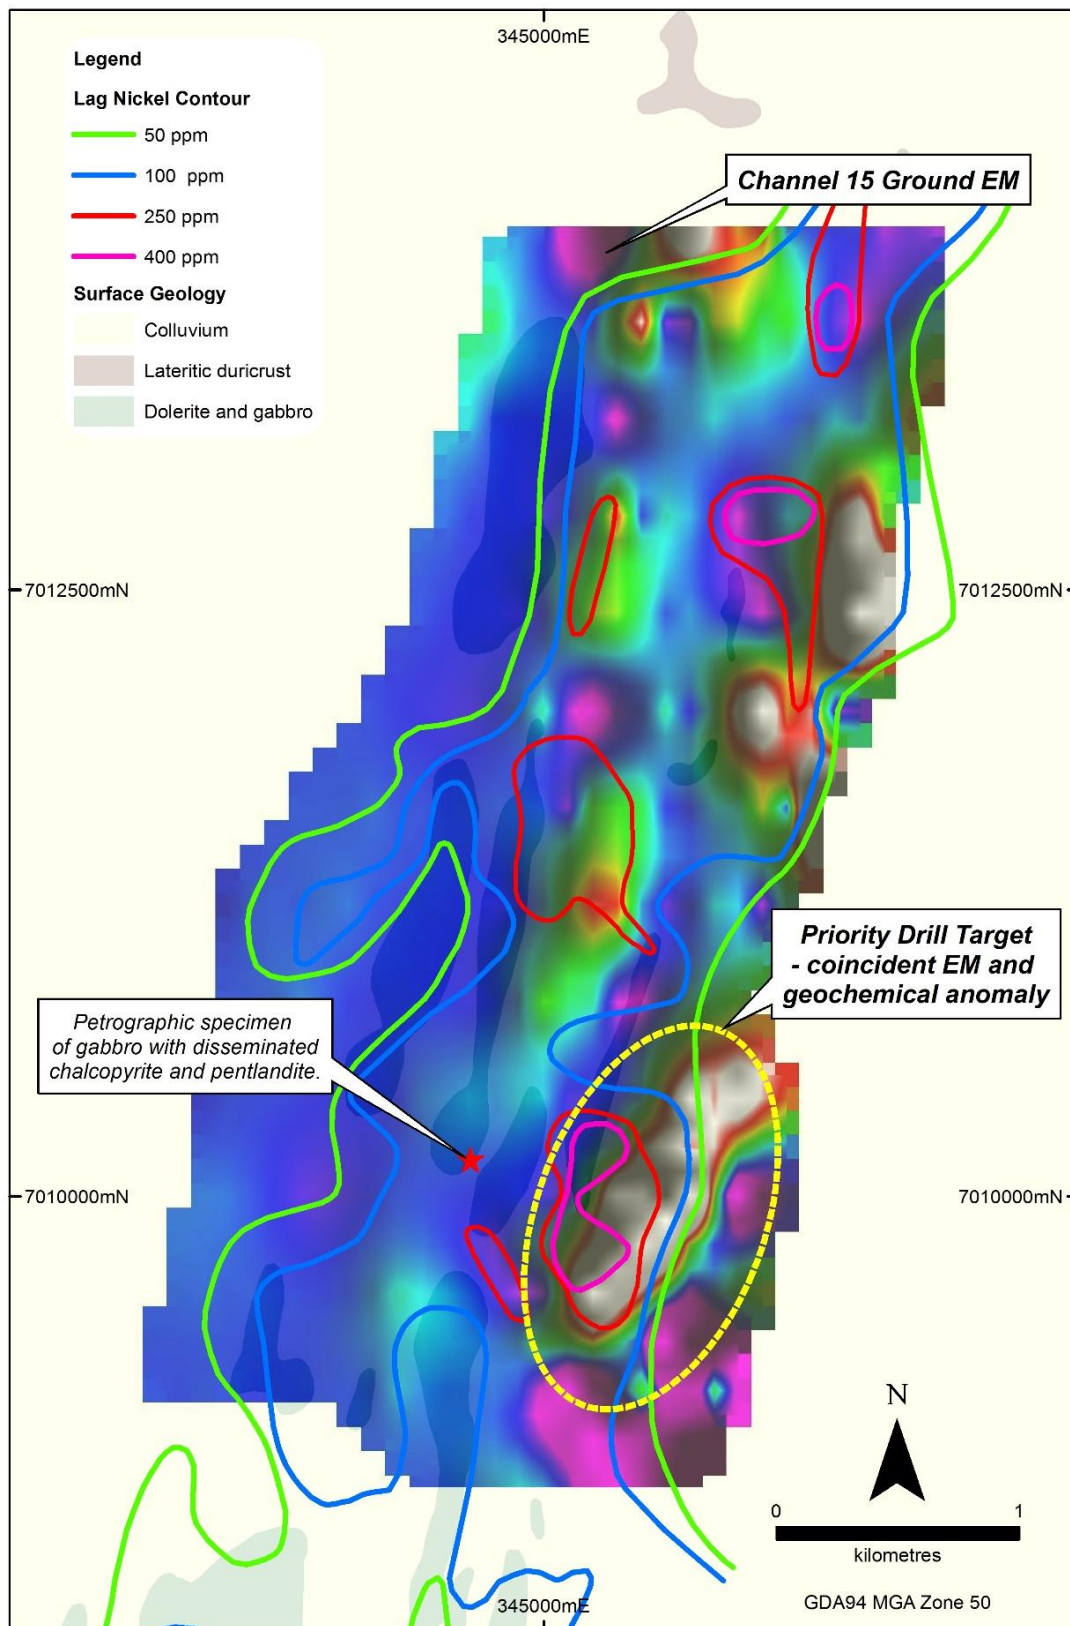 345000mE
Legend
Lag Nickel Contour
50 ppm
100 ppm
250 ppm
400 ppm
Surface Geology
Colluvium
Lateritic duricrust
Dolerite and gabbro
Channel 15 Ground EM
7012500mN
7012500mN
Priority Drill Target
- coincident EM and
geochemical anomaly
Petrographic specimen
of gabbro with disseminated
chalcopyrite and pentlandite.
7010000mN
7010000mN
N
0 1
kilometres
345000mE
GDA94 MGA Zone 50